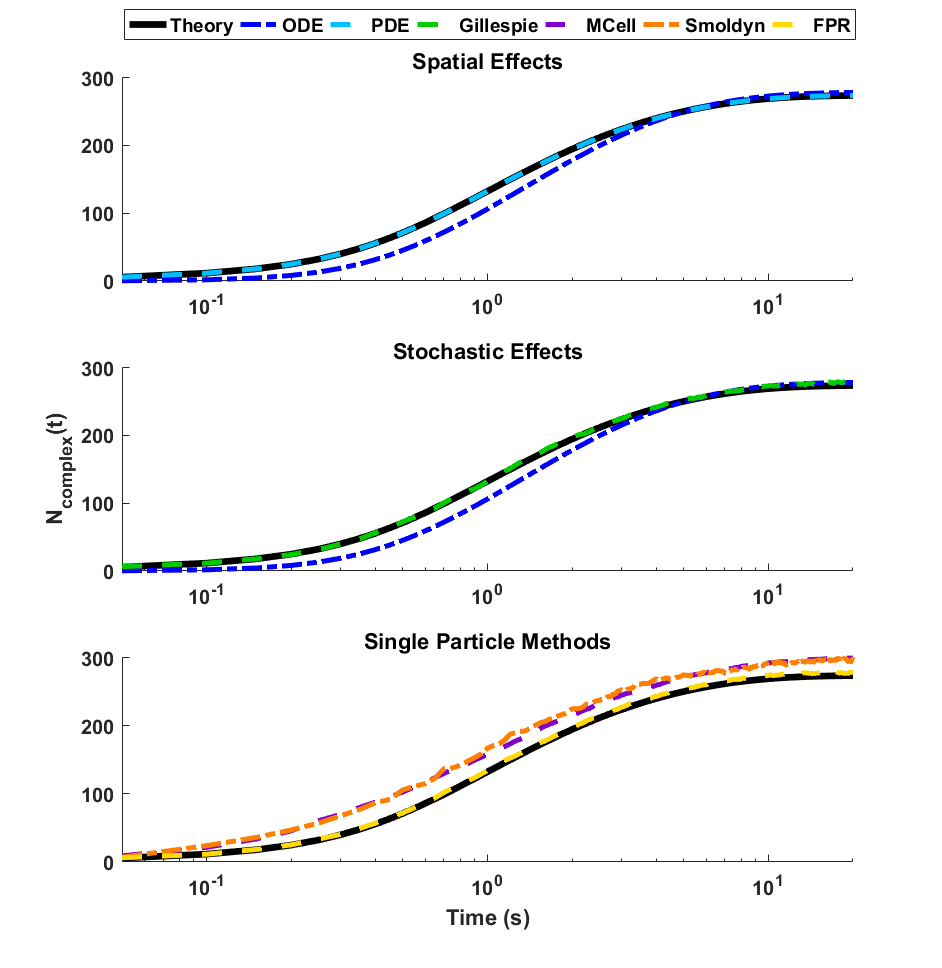 Theory ODE PDE Gillespie MCell Smoldyn FPR
Spatial Effects
300
200
100
0
10^-1 10^0 10^1
Stochastic Effects
300
200
100
0
N_complex(t)
10^-1 10^0 10^1
Single Particle Methods
300
200
100
0
10^-1 10^0 10^1
Time (s)